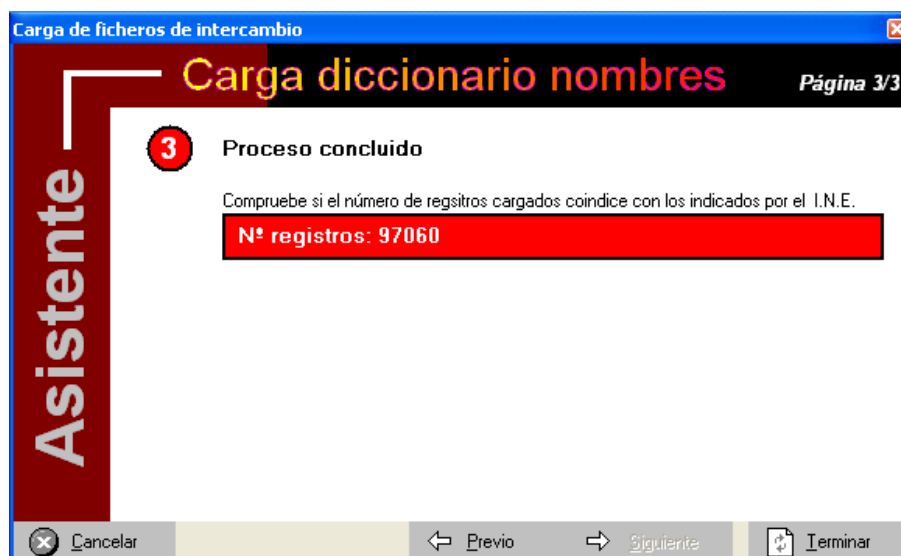 Carga de ficheros de intercambio
Carga diccionario nombres
Página 3/3
Asistente
3
Proceso concluido
Compruebe si el número de regsitros cargados coindice con los indicados por el I.N.E.
Nº registros: 97060
Cancelar
Previo
Siguiente
Terminar